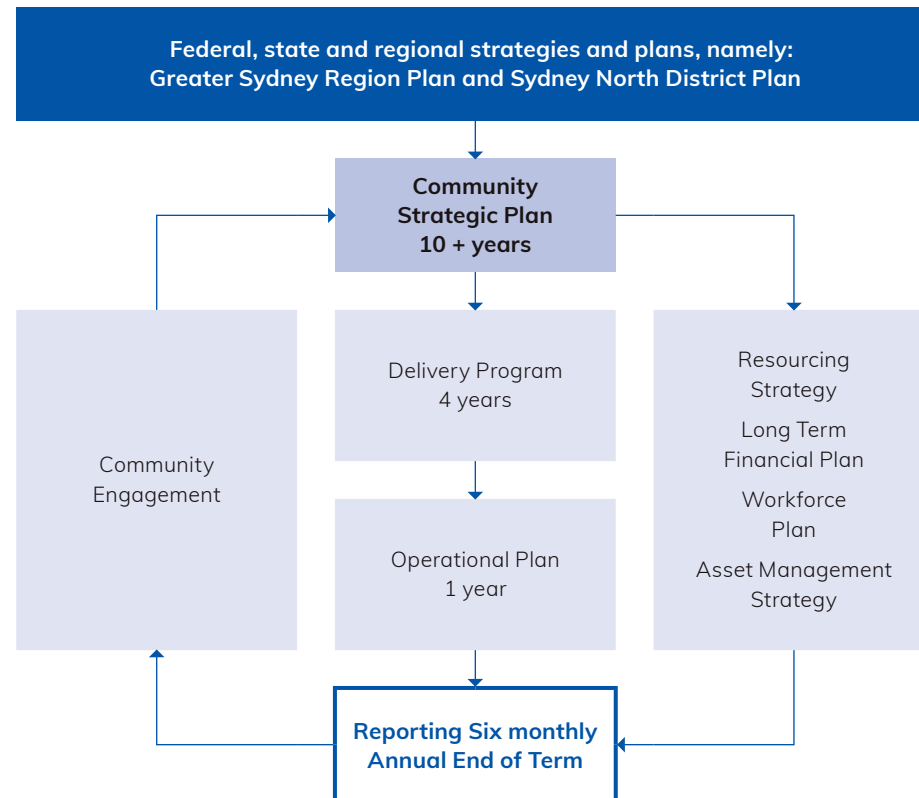 Federal, state and regional strategies and plans, namely:
Greater Sydney Region Plan and Sydney North District Plan
Community
Strategic Plan
10 + years
Community
Engagement
Delivery Program
4 years
Operational Plan
1 year
Resourcing
Strategy
Long Term
Financial Plan
Workforce
Plan
Asset Management
Strategy
Reporting Six monthly
Annual End of Term